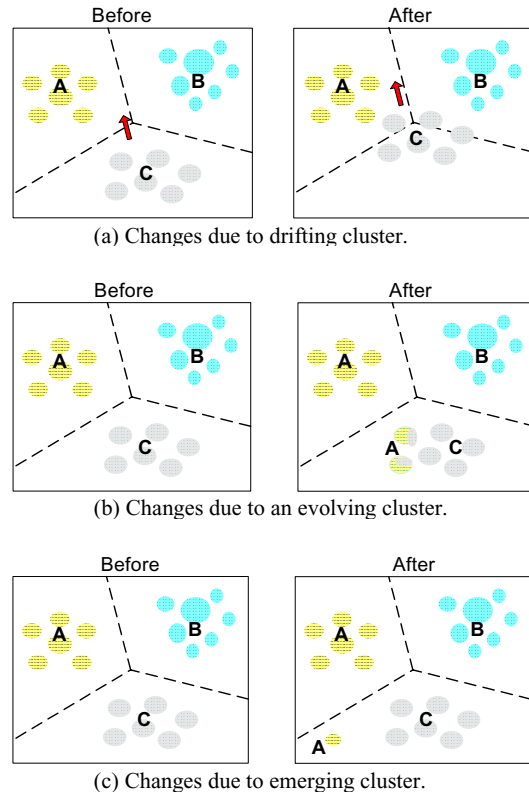 Before After
A B A B
C C
(a) Changes due to drifting cluster.
Before After
A B A B
C A C
(b) Changes due to an evolving cluster.
Before After
A B A B
C C
A
(c) Changes due to emerging cluster.